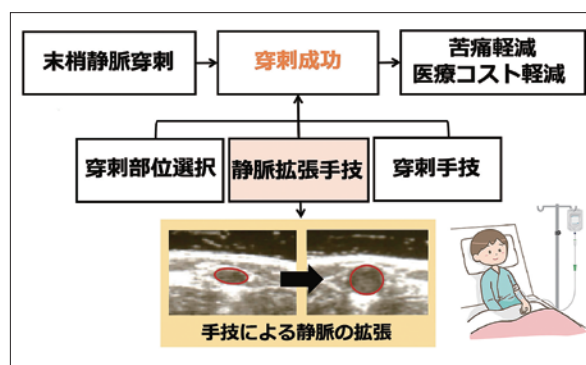 末梢静脈穿刺
穿刺成功
苦痛軽減
医療コスト軽減
穿刺部位選択
静脈拡張手技
穿刺手技
手技による静脈の拡張